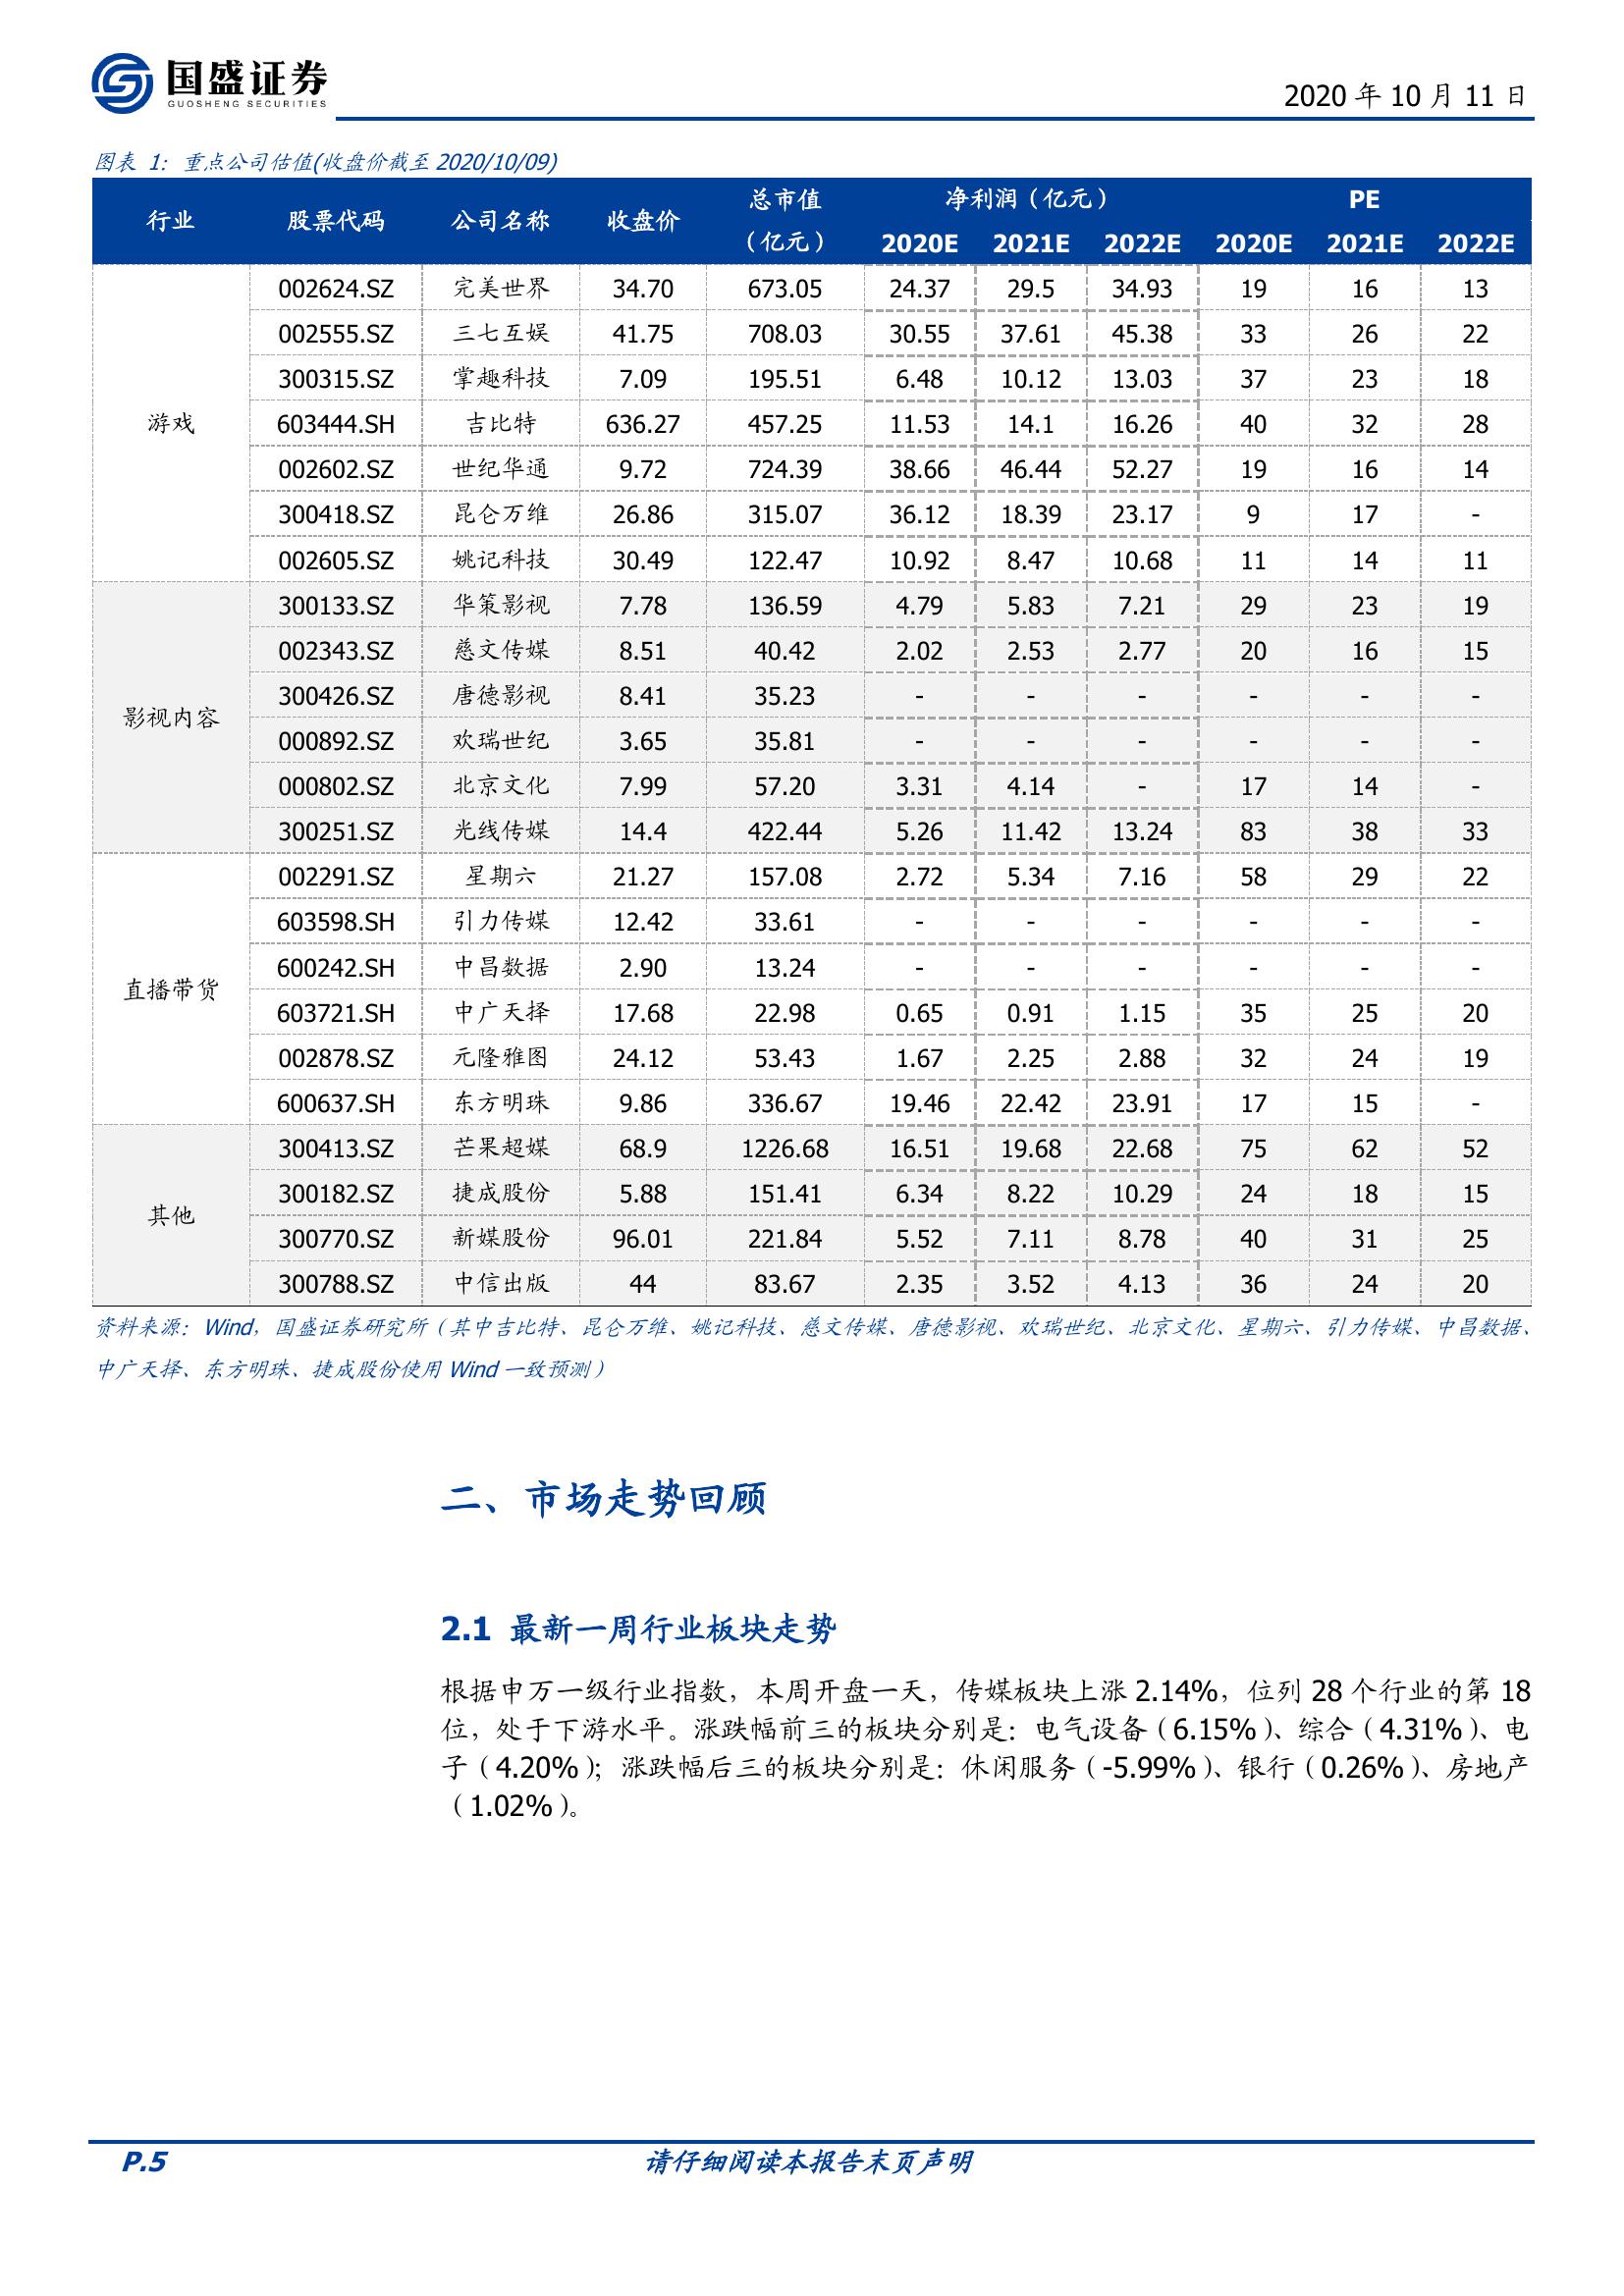 国盛证券
GUOSHENG SECURITIES
2020 年 10 月 11 日
图表 1：重点公司估值(收盘价截至 2020/10/09)
行业 股票代码 公司名称 收盘价 总市值（亿元） 净利润（亿元） PE
2020E 2021E 2022E 2020E 2021E 2022E
游戏
002624.SZ 完美世界 34.70 673.05 24.37 29.5 34.93 19 16 13
002555.SZ 三七互娱 41.75 708.03 30.55 37.61 45.38 33 26 22
300315.SZ 掌趣科技 7.09 195.51 6.48 10.12 13.03 37 23 18
603444.SH 吉比特 636.27 457.25 11.53 14.1 16.26 40 32 28
002602.SZ 世纪华通 9.72 724.39 38.66 46.44 52.27 19 16 14
300418.SZ 昆仑万维 26.86 315.07 36.12 18.39 23.17 9 17 -
002605.SZ 姚记科技 30.49 122.47 10.92 8.47 10.68 11 14 11
影视内容
300133.SZ 华策影视 7.78 136.59 4.79 5.83 7.21 29 23 19
002343.SZ 慈文传媒 8.51 40.42 2.02 2.53 2.77 20 16 15
300426.SZ 唐德影视 8.41 35.23 - - - - - -
000892.SZ 欢瑞世纪 3.65 35.81 - - - - - -
000802.SZ 北京文化 7.99 57.20 3.31 4.14 - 17 14 -
300251.SZ 光线传媒 14.4 422.44 5.26 11.42 13.24 83 38 33
直播带货
002291.SZ 星期六 21.27 157.08 2.72 5.34 7.16 58 29 22
603598.SH 引力传媒 12.42 33.61 - - - - - -
600242.SH 中昌数据 2.90 13.24 - - - - - -
603721.SH 中广天择 17.68 22.98 0.65 0.91 1.15 35 25 20
002878.SZ 元隆雅图 24.12 53.43 1.67 2.25 2.88 32 24 19
600637.SH 东方明珠 9.86 336.67 19.46 22.42 23.91 17 15 -
其他
300413.SZ 芒果超媒 68.9 1226.68 16.51 19.68 22.68 75 62 52
300182.SZ 捷成股份 5.88 151.41 6.34 8.22 10.29 24 18 15
300770.SZ 新媒股份 96.01 221.84 5.52 7.11 8.78 40 31 25
300788.SZ 中信出版 44 83.67 2.35 3.52 4.13 36 24 20
资料来源：Wind，国盛证券研究所（其中吉比特、昆仑万维、姚记科技、慈文传媒、唐德影视、欢瑞世纪、北京文化、星期六、引力传媒、中昌数据、
中广天择、东方明珠、捷成股份使用 Wind 一致预测）
二、市场走势回顾
2.1 最新一周行业板块走势
根据申万一级行业指数，本周开盘一天，传媒板块上涨 2.14%，位列 28 个行业的第 18
位，处于下游水平。涨跌幅前三的板块分别是：电气设备（6.15%）、综合（4.31%）、电
子（4.20%）；涨跌幅后三的板块分别是：休闲服务（-5.99%）、银行（0.26%）、房地产
（1.02%）。
P.5 请仔细阅读本报告末页声明